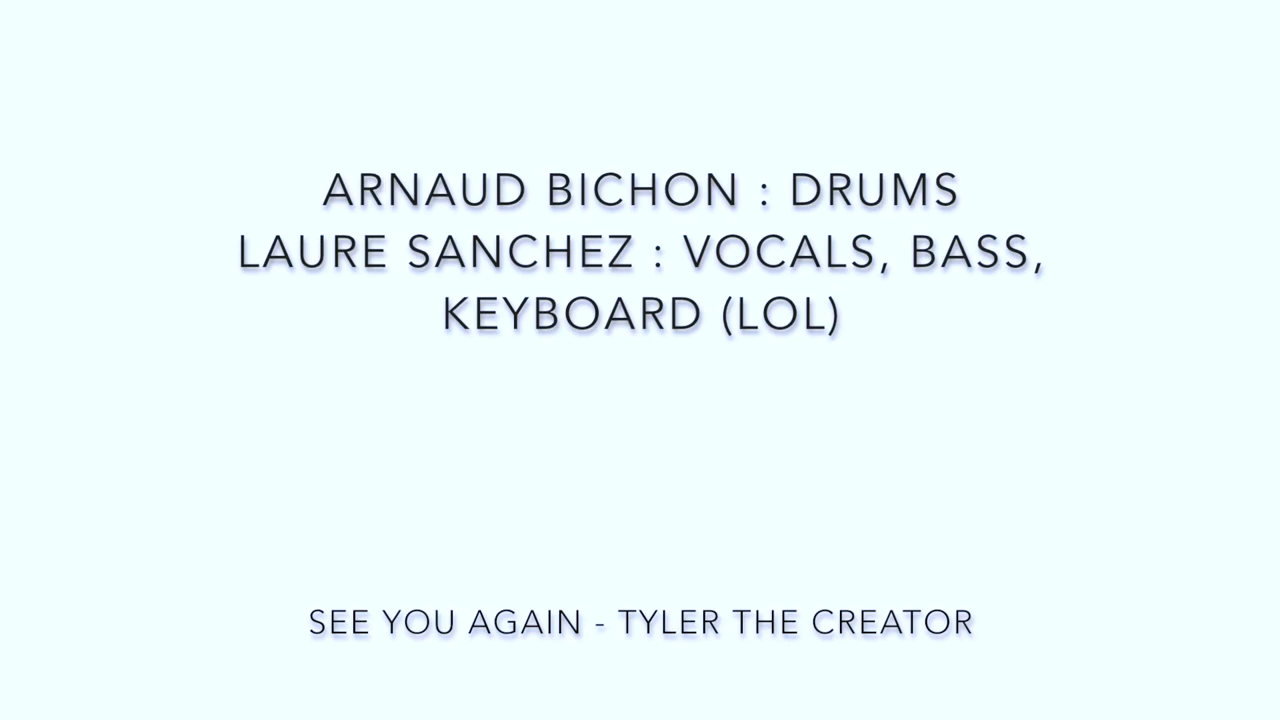 ARNAUD BICHON : DRUMS
LAURE SANCHEZ : VOCALS, BASS,
KEYBOARD (LOL)
SEE YOU AGAIN - TYLER THE CREATOR